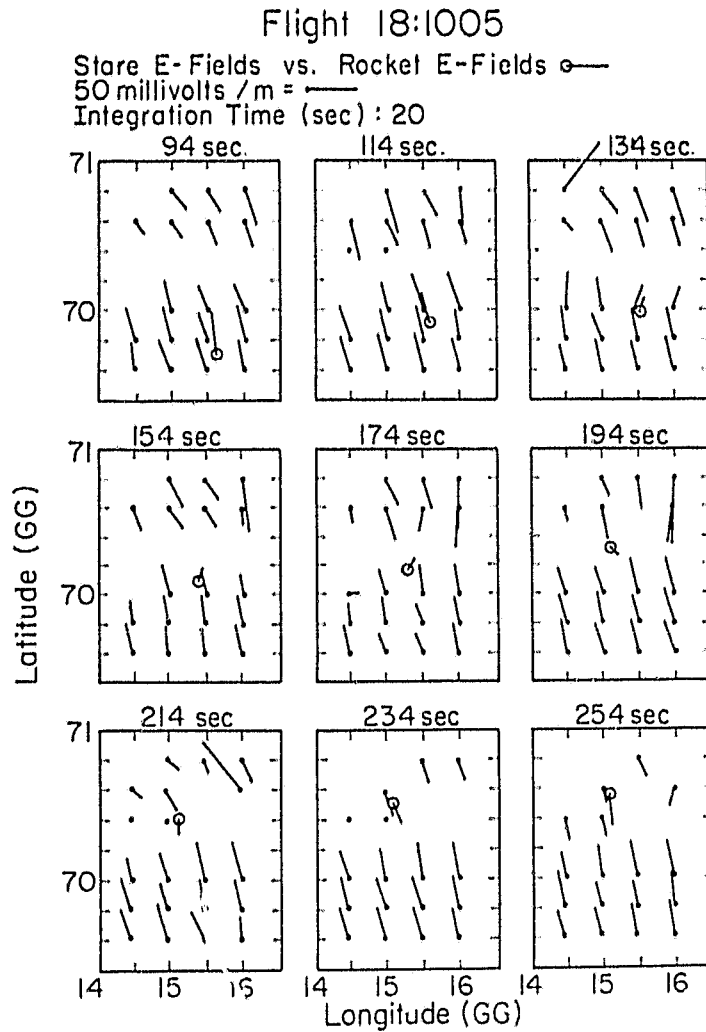 Flight 18:1005
Stare E-Fields vs. Rocket E-Fields
50 millivolts /m =
Integration Time (sec) : 20
94 sec.
114 sec.
134 sec.
71
70
154 sec
174 sec
194 sec
71
70
Latitude (GG)
214 sec
234 sec
254 sec
71
70
14 15 15 14 15 16 14 15 16
Longitude (GG)